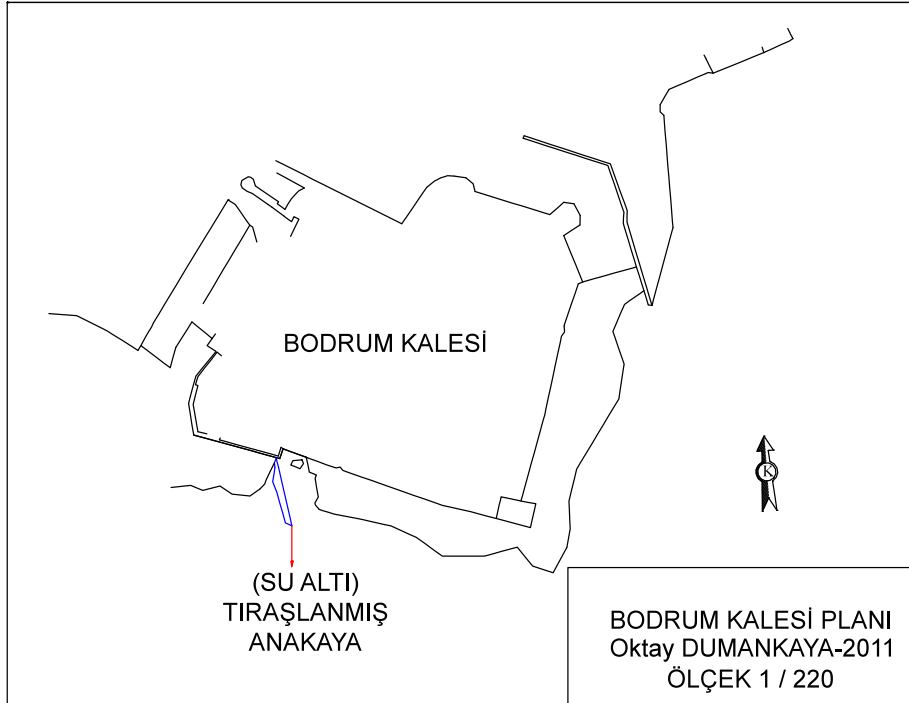 BODRUM KALESİ
K
(SU ALTI)
TIRAŞLANMIŞ
ANAKAYA
BODRUM KALESİ PLANI
Oktay DUMANKAYA-2011
ÖLÇEK 1 / 220